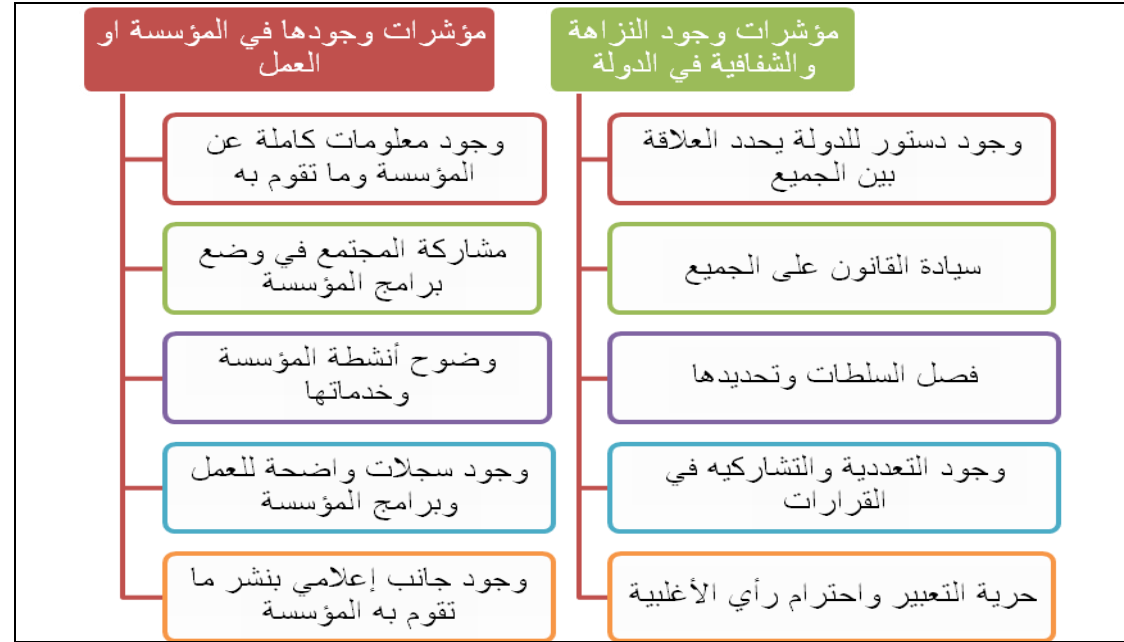 مؤشرات وجود النزاهة
والشفافية في الدولة
وجود دستور للدولة يحدد العلاقة
بين الجميع
سيادة القانون على الجميع
فصل السلطات وتحديدها
وجود التعددية والتشاركيه في
القرارات
حرية التعبير واحترام رأي الأغلبية
مؤشرات وجودها في المؤسسة او
العمل
وجود معلومات كاملة عن
المؤسسة وما تقوم به
مشاركة المجتمع في وضع
برامج المؤسسة
وضوح أنشطة المؤسسة
وخدماتها
وجود سجلات واضحة للعمل
وبرامج المؤسسة
وجود جانب إعلامي بنشر ما
تقوم به المؤسسة